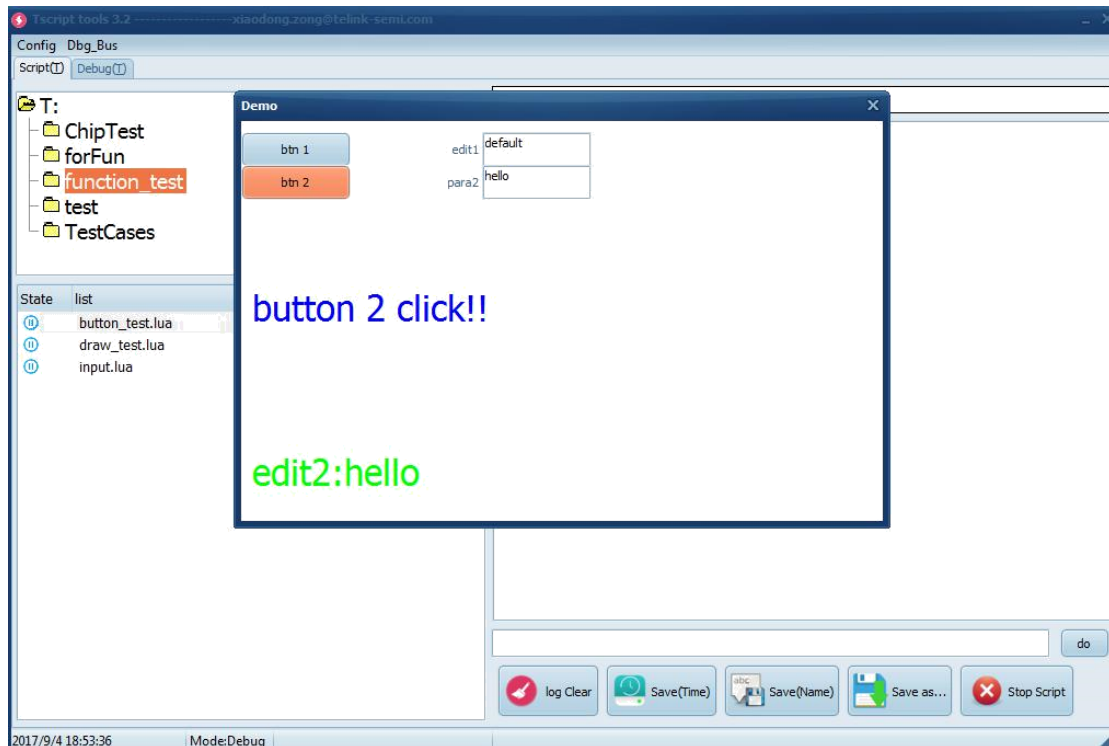 Tscript tools 3.2 ------------------xiaodong.zong@telink-semi.com
Config Dbg_Bus
Script(T) Debug(T)
T:
ChipTest
forFun
function_test
test
TestCases
State list
button_test.lua
draw_test.lua
input.lua
Demo
btn 1 edit1 default
btn 2 para2 hello
button 2 click!!
edit2:hello
do
log Clear Save(Time) abc Save(Name) Save as... Stop Script
2017/9/4 18:53:36 Mode:Debug